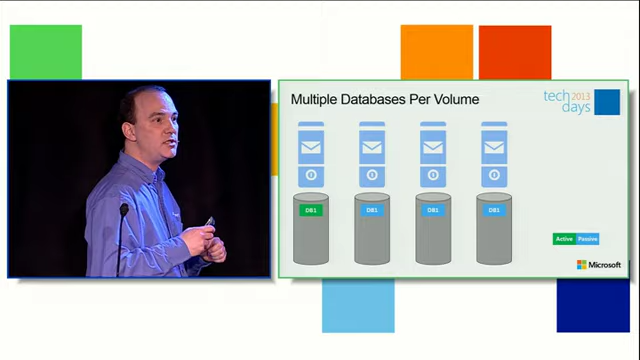 Multiple Databases Per Volume
tech 2013
days
DB1
DB1
DB1
DB1
Active Passive
Microsoft